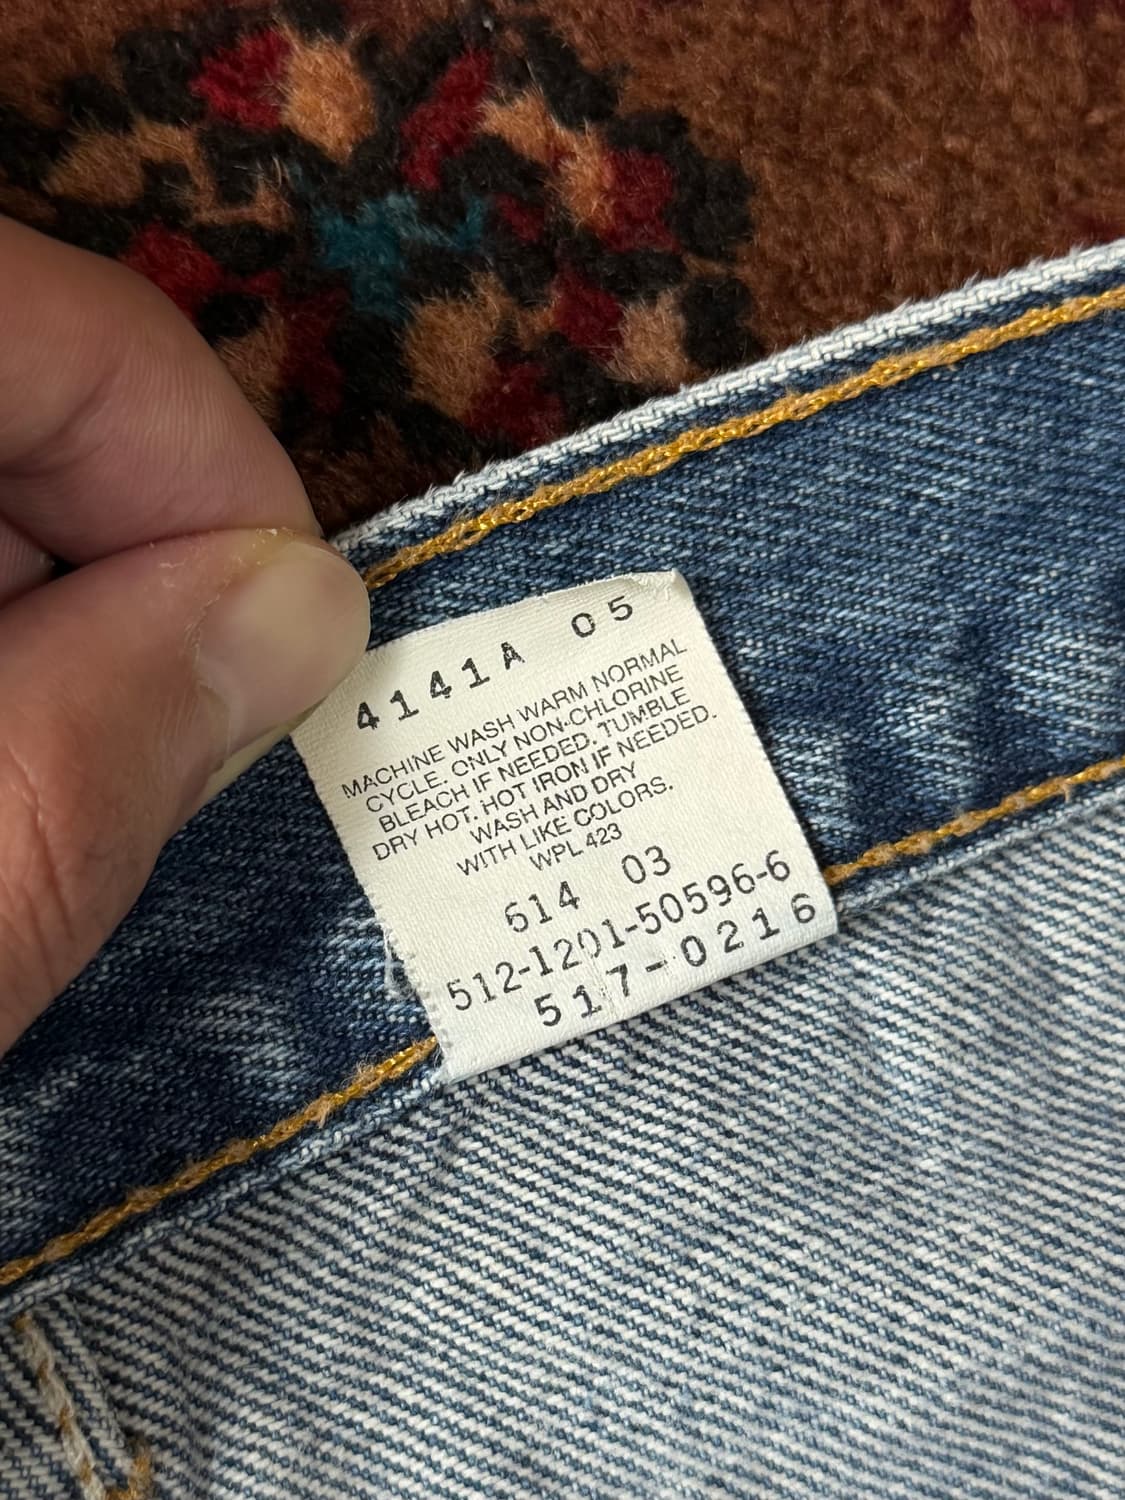 4141A 05
MACHINE WASH WARM NORMAL
CYCLE. ONLY NON-CHLORINE
BLEACH IF NEEDED. TUMBLE
DRY HOT. HOT IRON IF NEEDED.
WASH AND DRY
WITH LIKE COLORS.
WPL 423
614 03
512-1201-50596-6
517-0216